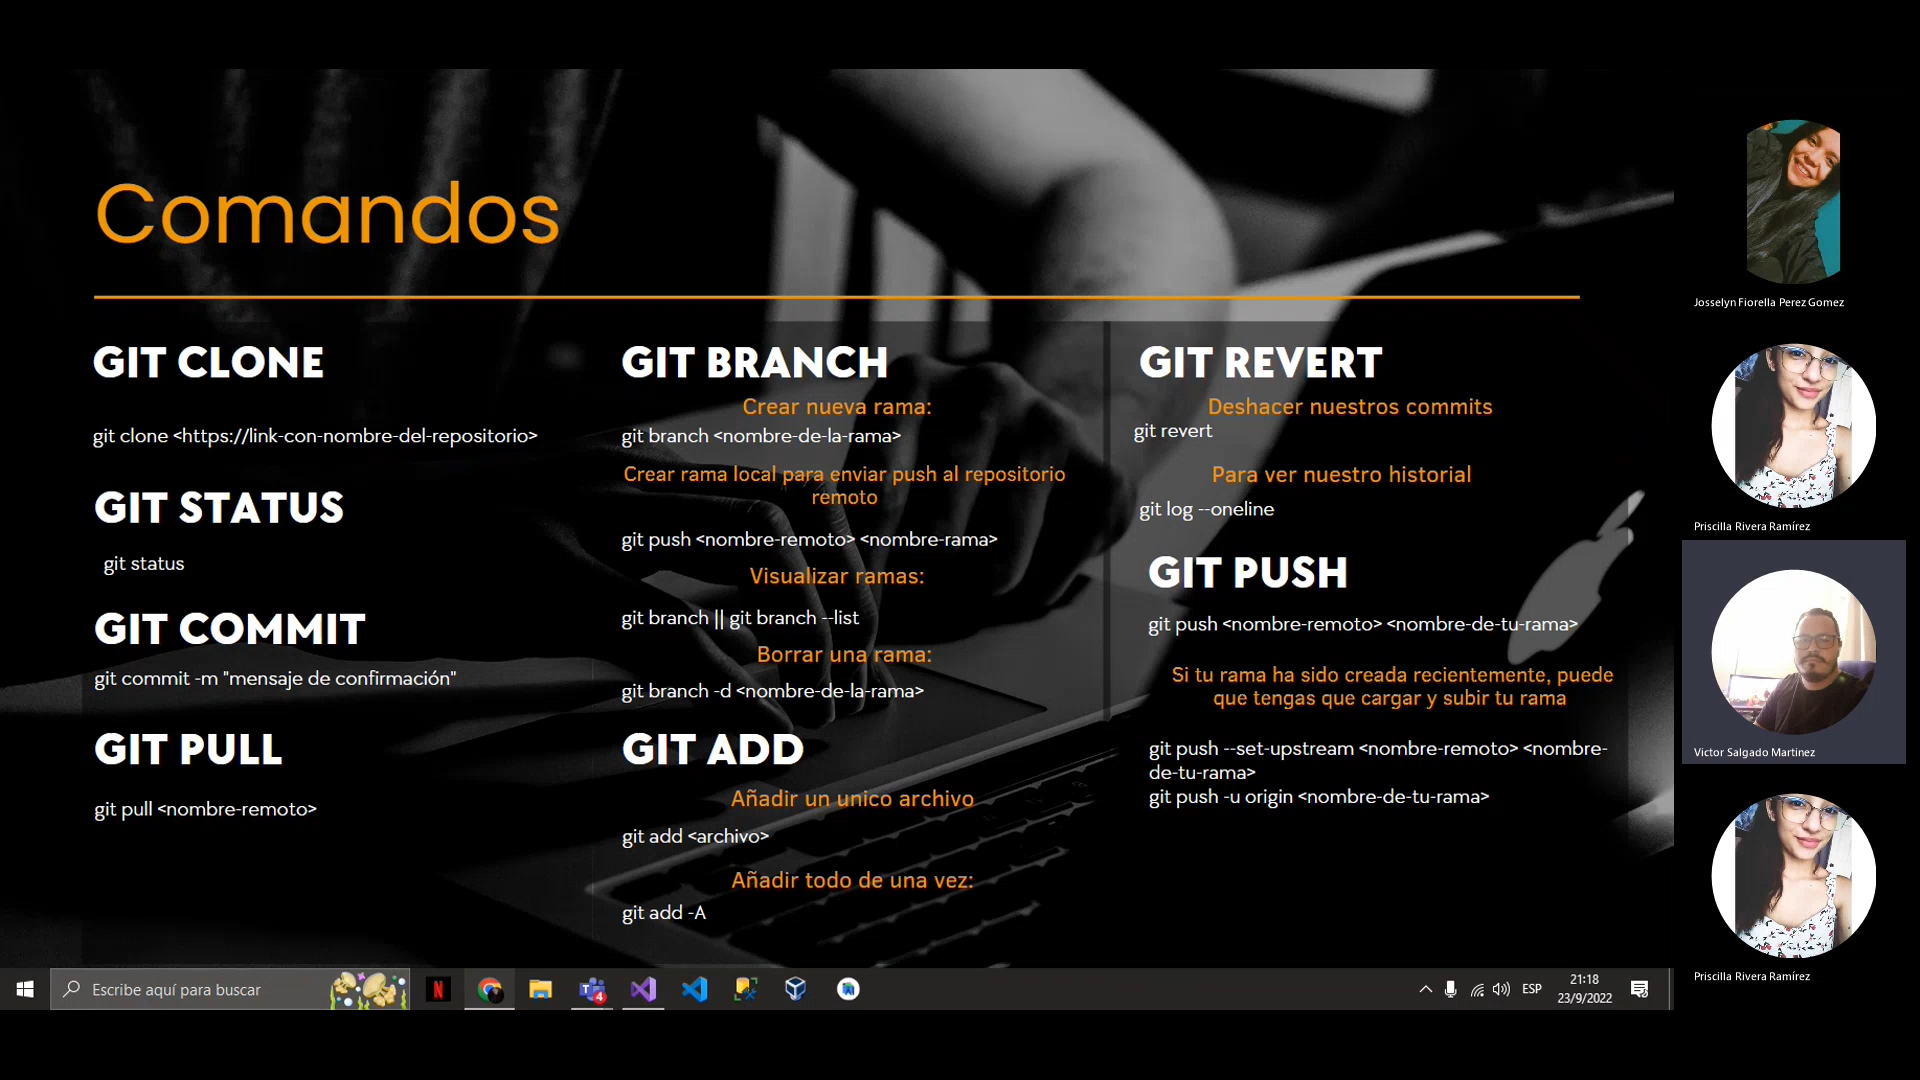 Comandos
GIT CLONE
git clone <https://link-con-nombre-del-repositorio>
GIT STATUS
git status
GIT COMMIT
git commit -m "mensaje de confirmación"
GIT PULL
git pull <nombre-remoto>
GIT BRANCH
Crear nueva rama:
git branch <nombre-de-la-rama>
Crear rama local para enviar push al repositorio
remoto
git push <nombre-remoto> <nombre-rama>
Visualizar ramas:
git branch || git branch --list
Borrar una rama:
git branch -d <nombre-de-la-rama>
GIT ADD
Añadir un unico archivo
git add <archivo>
Añadir todo de una vez:
git add -A
GIT REVERT
Deshacer nuestros commits
git revert
Para ver nuestro historial
git log --oneline
GIT PUSH
git push <nombre-remoto> <nombre-de-tu-rama>
Si tu rama ha sido creada recientemente, puede
que tengas que cargar y subir tu rama
git push --set-upstream <nombre-remoto> <nombre-
de-tu-rama>
git push -u origin <nombre-de-tu-rama>
Josselyn Fiorella Perez Gomez
Priscilla Rivera Ramírez
Victor Salgado Martinez
Priscilla Rivera Ramírez
Escribe aquí para buscar
N
4
ESP
21:18
23/9/2022